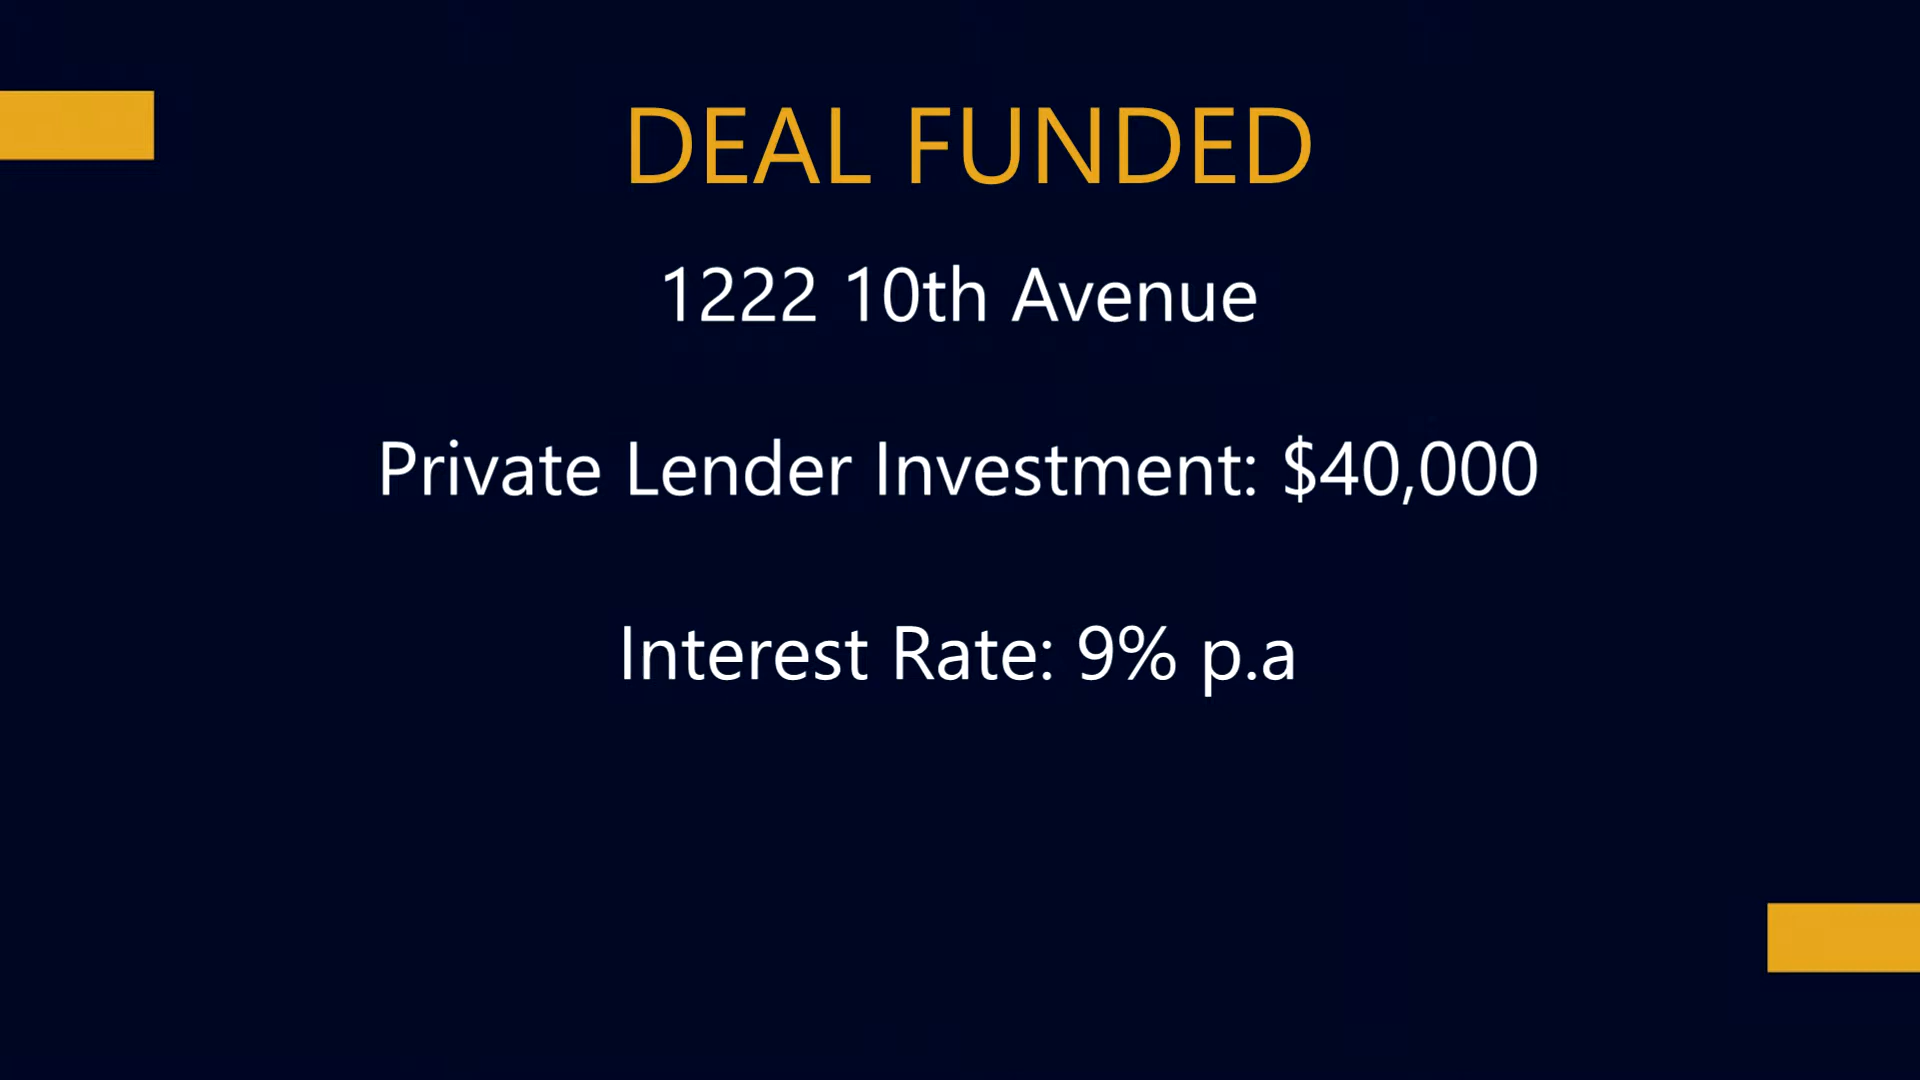 DEAL FUNDED
1222 10th Avenue
Private Lender Investment: $40,000
Interest Rate: 9% p.a